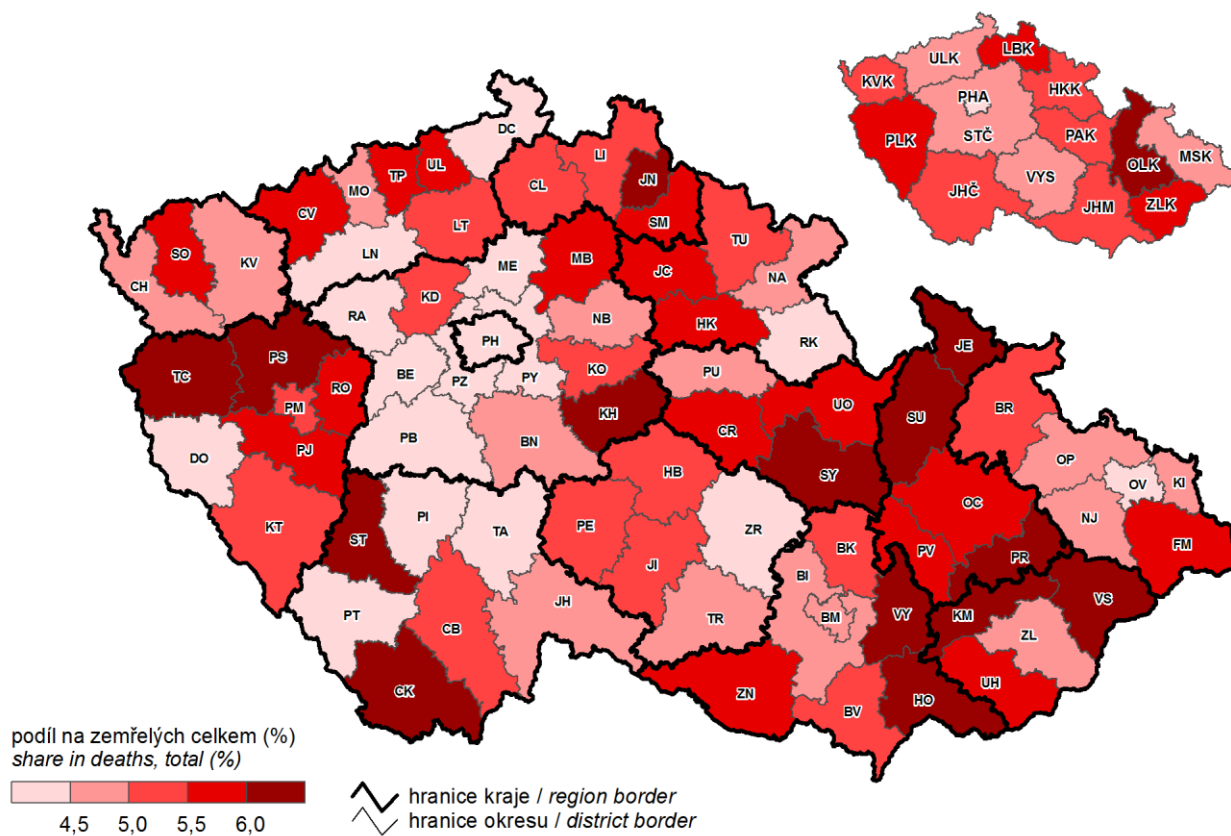 LBK
ULK
KVK
HKK
PHA
STČ
PAK
PLK
OLK
MSK
VYS
JHČ
JHM
ZLK
DC
LI
JN
CL
UL
TP
MO
CV
LT
SM
TU
SO
KV
LN
ME
MB
JC
NA
CH
KD
RA
NB
HK
PH
RK
PS
TC
BE
PZ
PY
KO
PU
JE
RO
PM
KH
UO
SU
BR
PB
BN
CR
DO
PJ
HB
SY
OP
OV
KI
PI
TA
OC
NJ
KT
ST
PE
ZR
BK
PV
PR
FM
JI
BI
VS
PT
CB
JH
TR
BM
VY
KM
ZL
CK
ZN
BV
HO
UH
podíl na zemřelých celkem (%)
share in deaths, total (%)
4,5 5,0 5,5 6,0
hranice kraje / region border
hranice okresu / district border